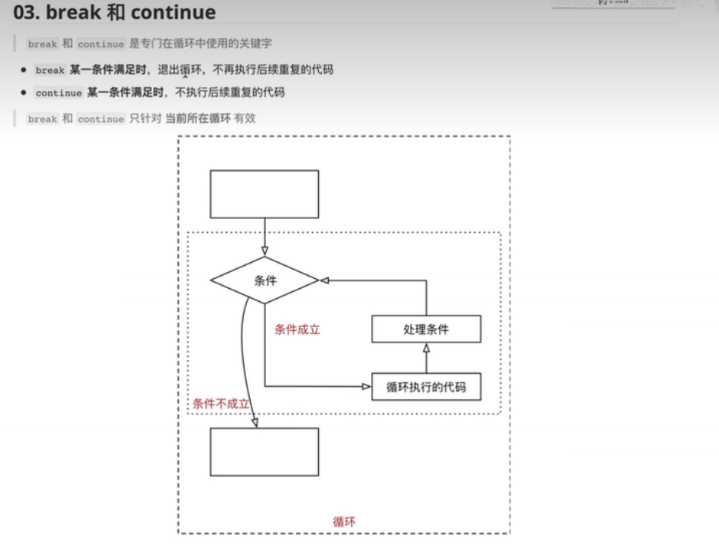 03. break 和 continue
break 和 continue 是专门在循环中使用的关键字
break 某一条件满足时，退出循环，不再执行后续重复的代码
continue 某一条件满足时，不执行后续重复的代码
break 和 continue 只针对 当前所在循环 有效
条件
条件成立
处理条件
循环执行的代码
条件不成立
循环